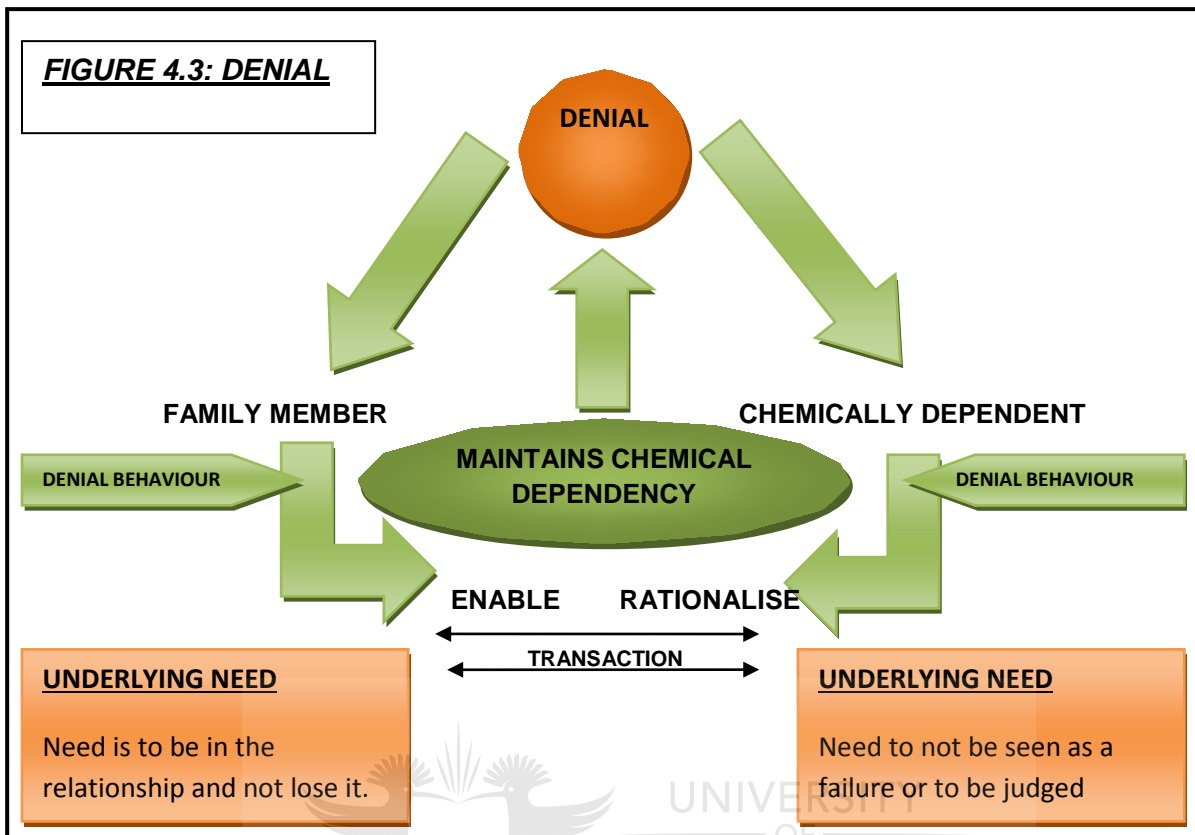 FIGURE 4.3: DENIAL
DENIAL
FAMILY MEMBER
CHEMICALLY DEPENDENT
MAINTAINS CHEMICAL
DEPENDENCY
DENIAL BEHAVIOUR
DENIAL BEHAVIOUR
ENABLE
RATIONALISE
TRANSACTION
UNDERLYING NEED
Need is to be in the
relationship and not lose it.
UNDERLYING NEED
Need to not be seen as a
failure or to be judged
UNIVERSITY
OF